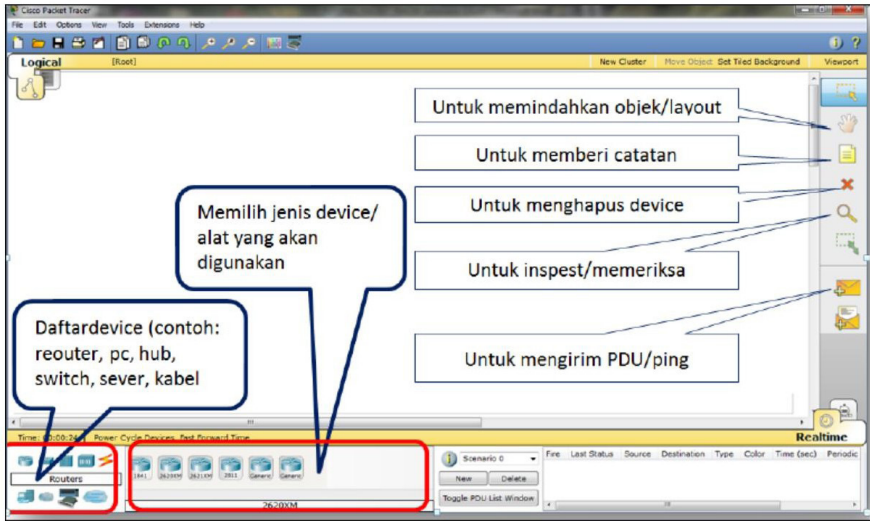 Cisco Packet Tracer
File Edit Options View Tools Extensions Help
Logical [Root] New Cluster Move Object Set Tiled Background Viewport
Untuk memindahkan objek/layout
Untuk memberi catatan
Untuk menghapus device
Memilih jenis device/
alat yang akan
digunakan
Untuk inspest/memeriksa
Daftardevice (contoh:
reouter, pc, hub,
switch, sever, kabel
Untuk mengirim PDU/ping
Time: 00:00:24 Power Cycle Devices Fast Forward Time Realtime
Routers
1841 2620XM 2621XM 2811 Generic Generic
2620XM
Scenario 0
New Delete
Toggle PDU List Window
Fire Last Status Source Destination Type Color Time (sec) Periodic